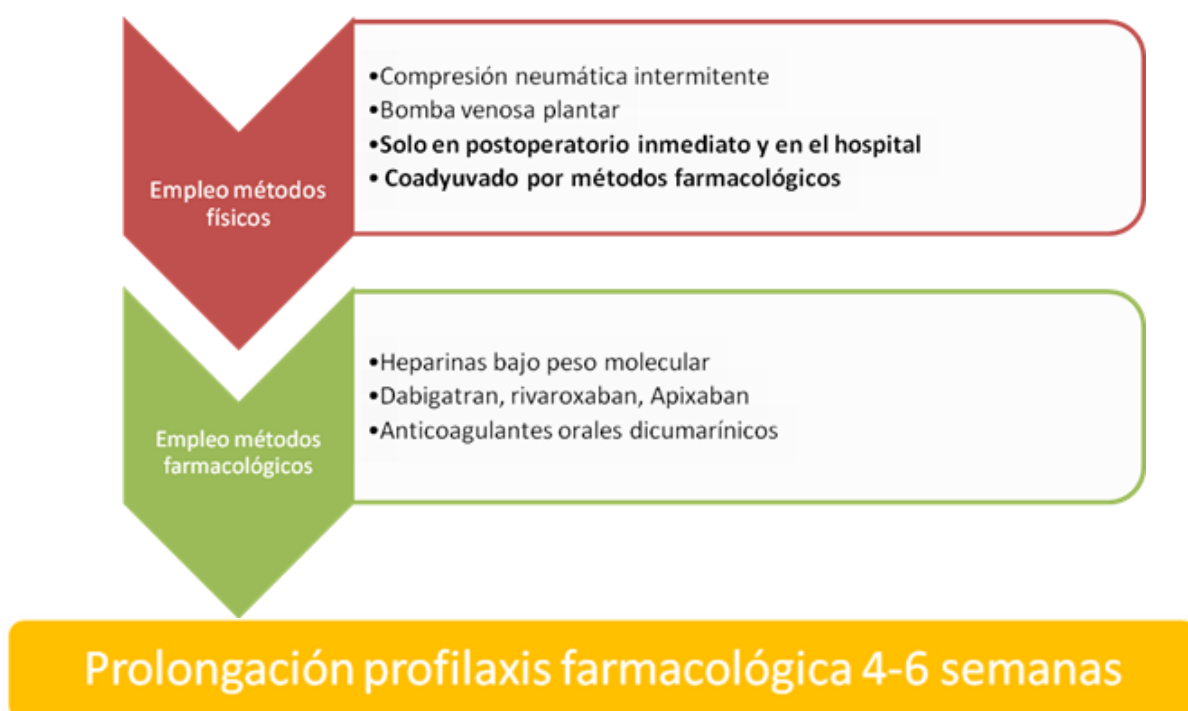 Empleo métodos
físicos
•Compresión neumática intermitente
•Bomba venosa plantar
•Solo en postoperatorio inmediato y en el hospital
• Coadyuvado por métodos farmacológicos
Empleo métodos
farmacológicos
•Heparinas bajo peso molecular
•Dabigatran, rivaroxaban, Apixaban
•Anticoagulantes orales dicumarínicos
Prolongación profilaxis farmacológica 4-6 semanas